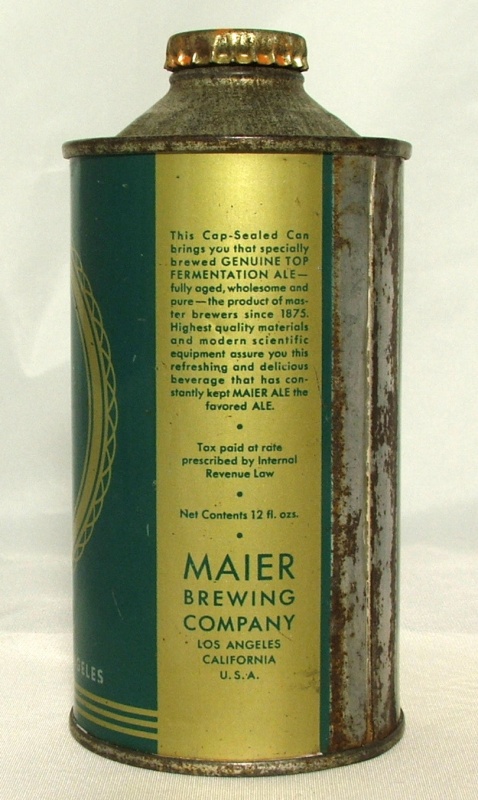 This Cap-Sealed Can
brings you that specially
brewed GENUINE TOP
FERMENTATION ALE—
fully aged, wholesome and
pure—the product of mas-
ter brewers since 1875.
Highest quality materials
and modern scientific
equipment assure you this
refreshing and delicious
beverage that has con-
stantly kept MAIER ALE the
favored ALE.
•
Tax paid at rate
prescribed by Internal
Revenue Law
•
Net Contents 12 fl. ozs.
•
MAIER
BREWING
COMPANY
LOS ANGELES
CALIFORNIA
U.S.A.
GELES